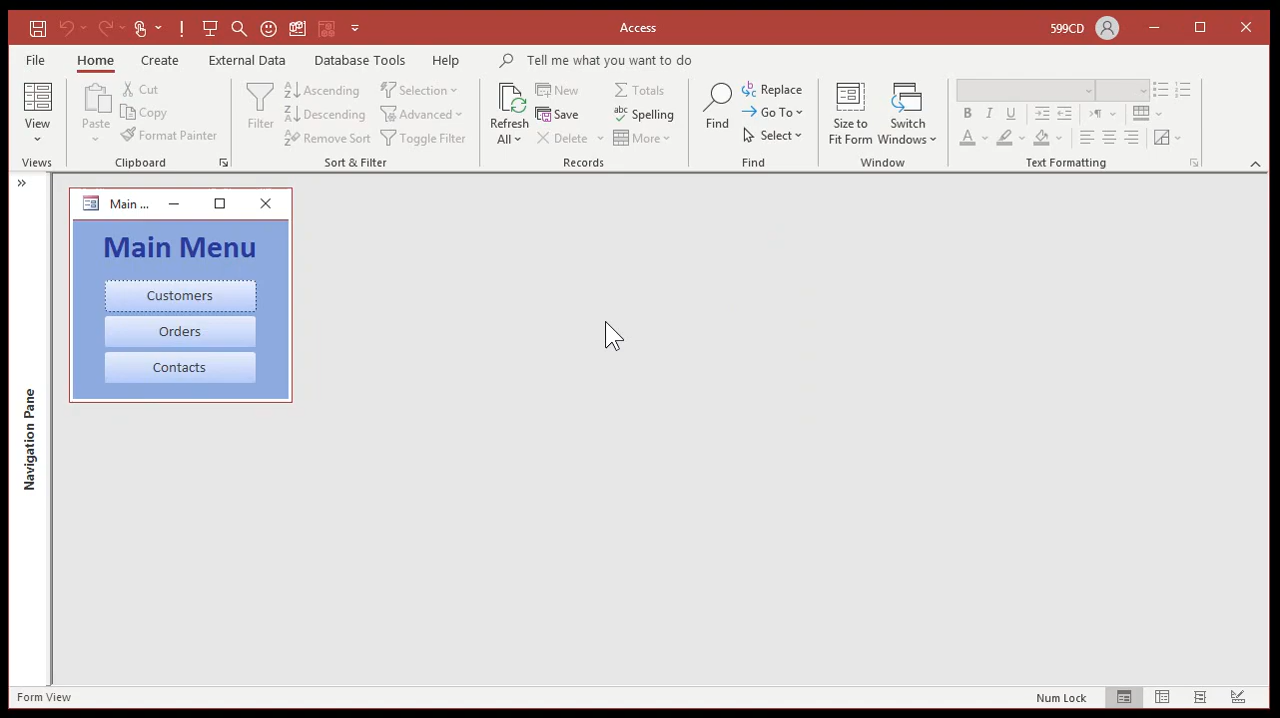 Access
599CD
File Home Create External Data Database Tools Help Tell me what you want to do
View
Views
Paste
Cut
Copy
Format Painter
Clipboard
Filter
Ascending
Descending
Remove Sort
Selection
Advanced
Toggle Filter
Sort & Filter
Refresh
All
New
Save
Delete
Totals
Spelling
More
Records
Find
Replace
Go To
Select
Find
Size to
Fit Form
Switch
Windows
Window
B I U
A
Text Formatting
Main ...
Main Menu
Customers
Orders
Contacts
Navigation Pane
Form View
Num Lock